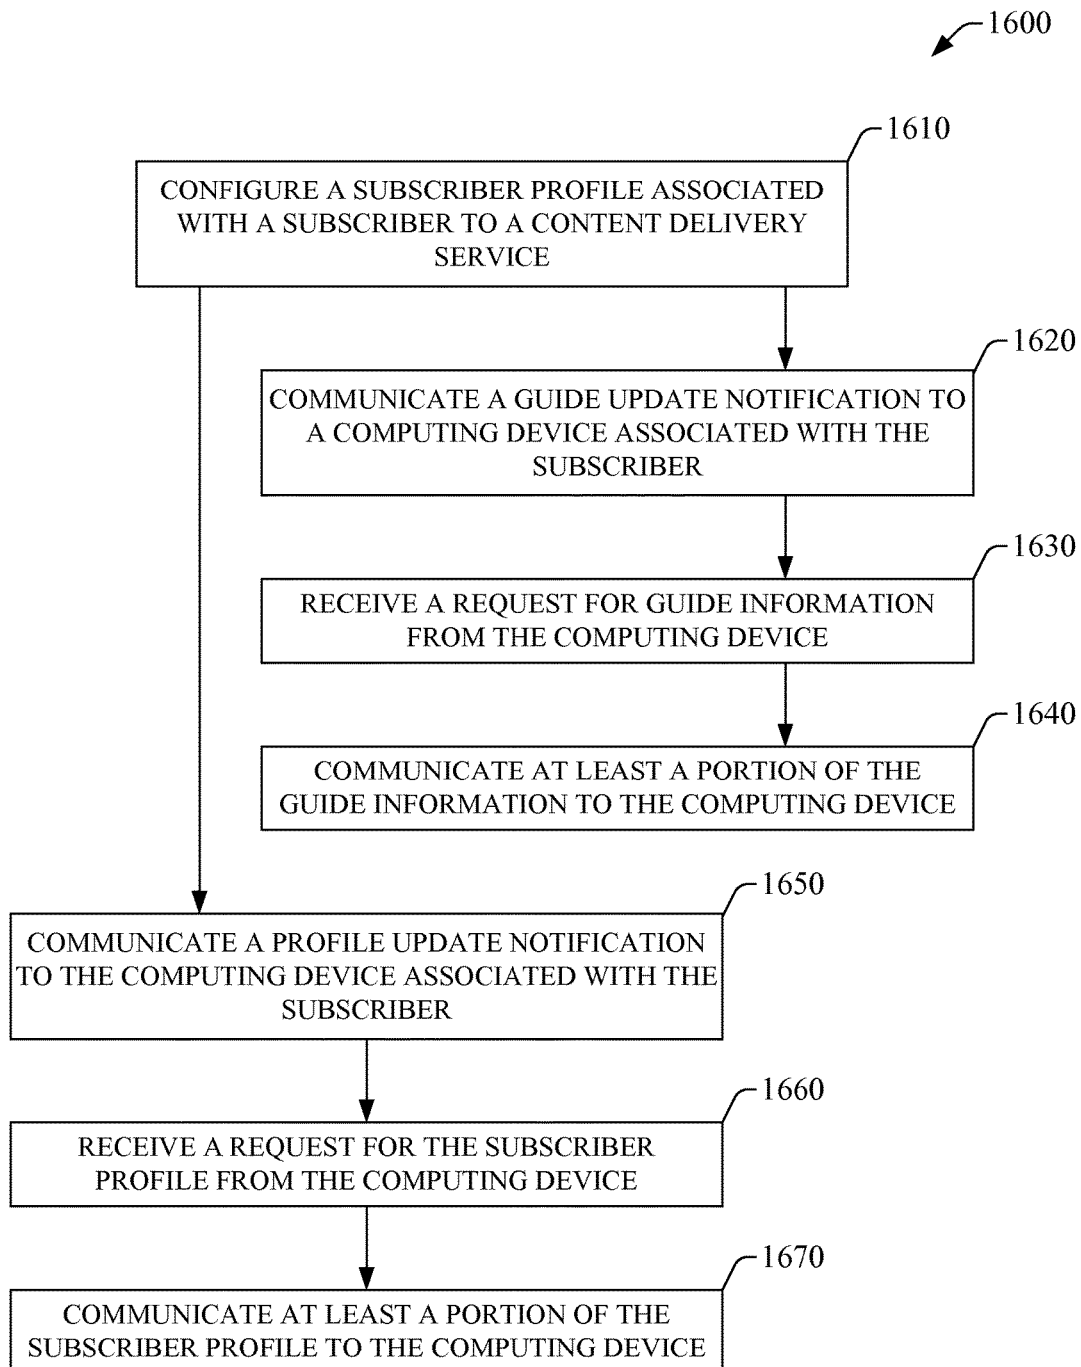 1600
1610
CONFIGURE A SUBSCRIBER PROFILE ASSOCIATED
WITH A SUBSCRIBER TO A CONTENT DELIVERY
SERVICE
1620
COMMUNICATE A GUIDE UPDATE NOTIFICATION TO
A COMPUTING DEVICE ASSOCIATED WITH THE
SUBSCRIBER
1630
RECEIVE A REQUEST FOR GUIDE INFORMATION
FROM THE COMPUTING DEVICE
1640
COMMUNICATE AT LEAST A PORTION OF THE
GUIDE INFORMATION TO THE COMPUTING DEVICE
1650
COMMUNICATE A PROFILE UPDATE NOTIFICATION
TO THE COMPUTING DEVICE ASSOCIATED WITH THE
SUBSCRIBER
1660
RECEIVE A REQUEST FOR THE SUBSCRIBER
PROFILE FROM THE COMPUTING DEVICE
1670
COMMUNICATE AT LEAST A PORTION OF THE
SUBSCRIBER PROFILE TO THE COMPUTING DEVICE